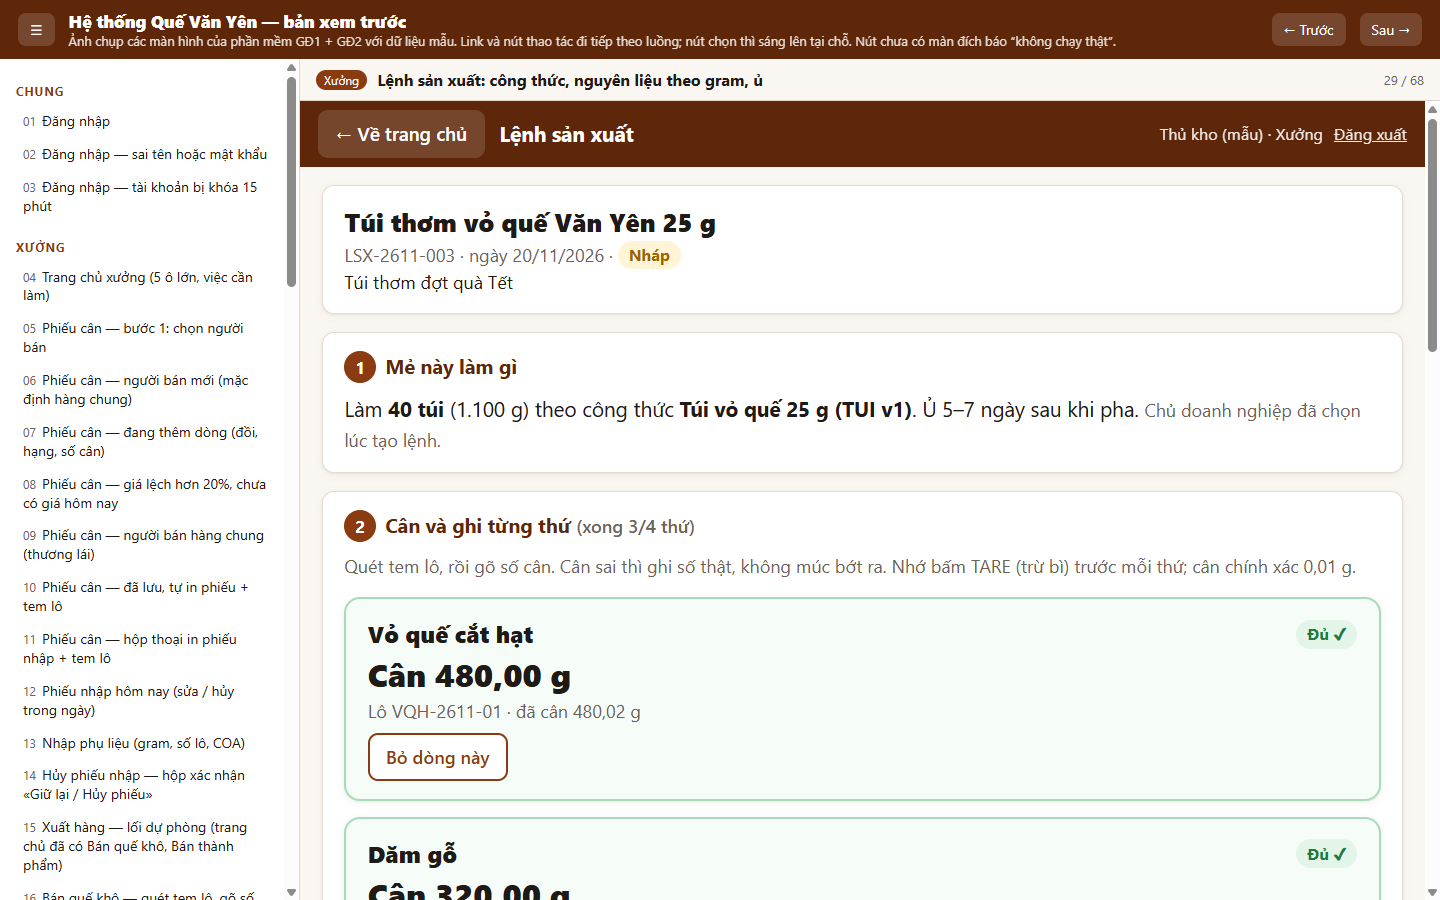 ☰
Hệ thống Quế Văn Yên — bản xem trước
Ảnh chụp các màn hình của phần mềm GĐ1 + GĐ2 với dữ liệu mẫu. Link và nút thao tác đi tiếp theo luồng; nút chọn thì sáng lên tại chỗ. Nút chưa có màn đích báo “không chạy thật”.
← Trước
Sau →
CHUNG
01 Đăng nhập
02 Đăng nhập — sai tên hoặc mật khẩu
03 Đăng nhập — tài khoản bị khóa 15
phút
XƯỞNG
04 Trang chủ xưởng (5 ô lớn, việc cần
làm)
05 Phiếu cân — bước 1: chọn người
bán
06 Phiếu cân — người bán mới (mặc
định hàng chung)
07 Phiếu cân — đang thêm dòng (đồi,
hạng, số cân)
08 Phiếu cân — giá lệch hơn 20%, chưa
có giá hôm nay
09 Phiếu cân — người bán hàng chung
(thương lái)
10 Phiếu cân — đã lưu, tự in phiếu +
tem lô
11 Phiếu cân — hộp thoại in phiếu
nhập + tem lô
12 Phiếu nhập hôm nay (sửa / hủy
trong ngày)
13 Nhập phụ liệu (gram, số lô, COA)
14 Hủy phiếu nhập — hộp xác nhận
«Giữ lại / Hủy phiếu»
15 Xuất hàng — lối dự phòng (trang
chủ đã có Bán quế khô, Bán thành
phẩm)
16 Bán quế khô — quét tem lô, gõ số
Xưởng
Lệnh sản xuất: công thức, nguyên liệu theo gram, ủ
29 / 68
← Về trang chủ
Lệnh sản xuất
Thủ kho (mẫu) · Xưởng Đăng xuất
Túi thơm vỏ quế Văn Yên 25 g
LSX-2611-003 · ngày 20/11/2026 · Nháp
Túi thơm đợt quà Tết
1 Mẻ này làm gì
Làm 40 túi (1.100 g) theo công thức Túi vỏ quế 25 g (TUI v1). Ủ 5–7 ngày sau khi pha. Chủ doanh nghiệp đã chọn
lúc tạo lệnh.
2 Cân và ghi từng thứ (xong 3/4 thứ)
Quét tem lô, rồi gõ số cân. Cân sai thì ghi số thật, không múc bớt ra. Nhớ bấm TARE (trừ bì) trước mỗi thứ; cân chính xác 0,01 g.
Vỏ quế cắt hạt
Đủ ✓
Cân 480,00 g
Lô VQH-2611-01 · đã cân 480,02 g
Bỏ dòng này
Dăm gỗ
Đủ ✓
Cân 320,00 g